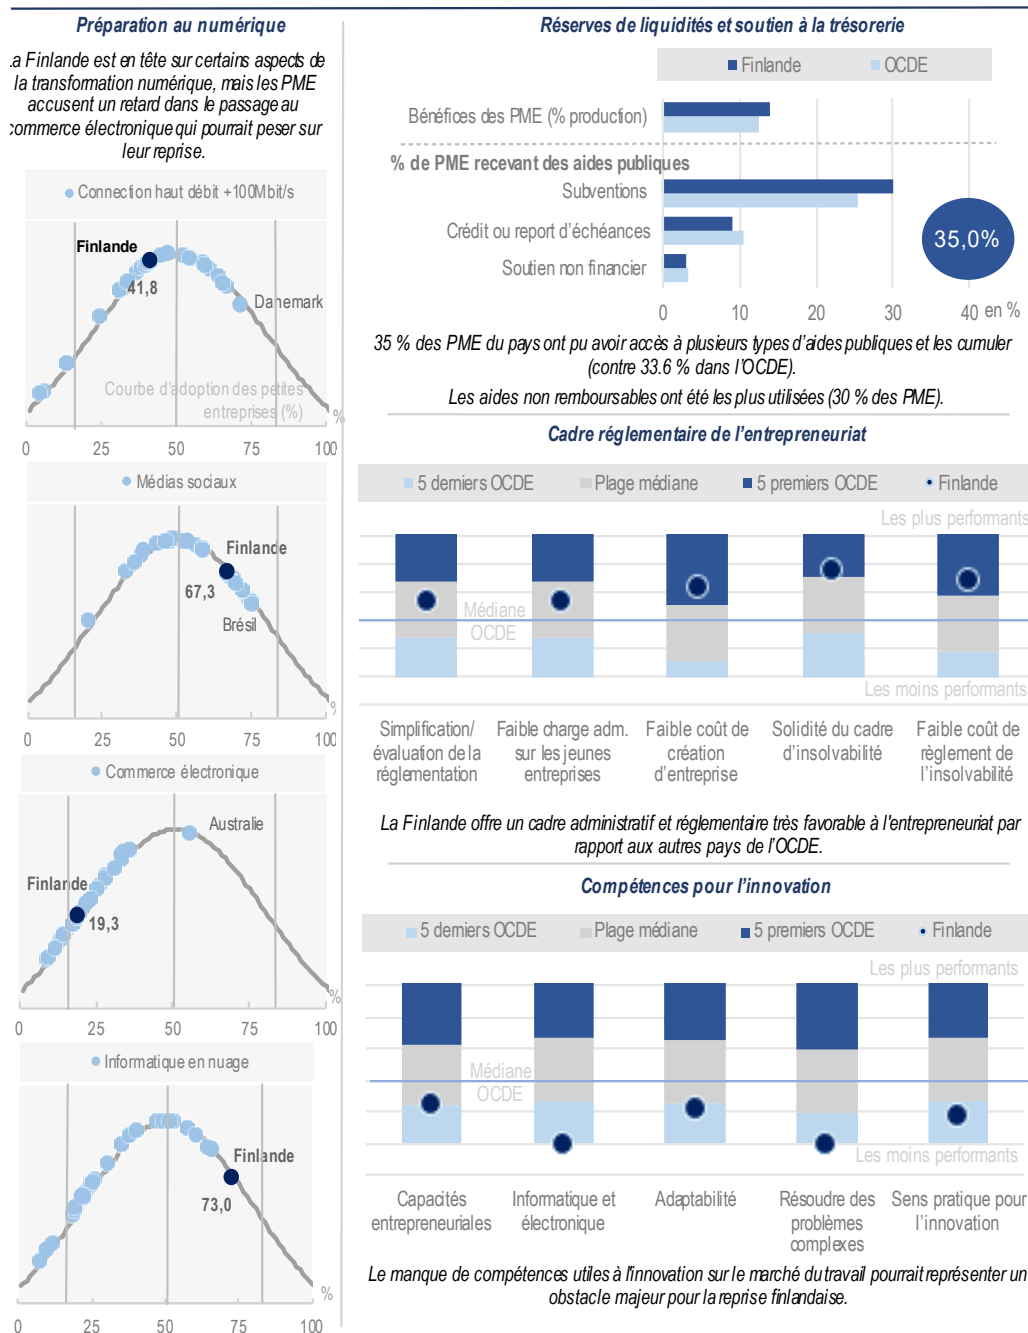 Préparation au numérique
La Finlande est en tête sur certains aspects de
la transformation numérique, mais les PME
accusent un retard dans le passage au
commerce électronique qui pourrait peser sur
leur reprise.
Connection haut débit +100Mbit/s
Finlande
41,8
Danemark
Courbe d'adoption des petites
entreprises (%)
%
0 25 50 75 100
Médias sociaux
Finlande
67,3
Brésil
%
0 25 50 75 100
Commerce électronique
Australie
Finlande
19,3
%
0 25 50 75 100
Informatique en nuage
Finlande
73,0
%
0 25 50 75 100
Réserves de liquidités et soutien à la trésorerie
Finlande OCDE
Bénéfices des PME (% production)
% de PME recevant des aides publiques
Subventions
Crédit ou report d'échéances
Soutien non financier
35,0%
0 10 20 30 40 en %
35 % des PME du pays ont pu avoir accès à plusieurs types d'aides publiques et les cumuler
(contre 33.6 % dans l'OCDE).
Les aides non remboursables ont été les plus utilisées (30 % des PME).
Cadre réglementaire de l'entrepreneuriat
5 derniers OCDE Plage médiane 5 premiers OCDE Finlande
Les plus performants
Médiane
OCDE
Les moins performants
Simplification/
évaluation de la
réglementation
Faible charge adm.
sur les jeunes
entreprises
Faible coût de
création
d'entreprise
Solidité du cadre
d'insolvabilité
Faible coût de
règlement de
l'insolvabilité
La Finlande offre un cadre administratif et réglementaire très favorable à l'entrepreneuriat par
rapport aux autres pays de l'OCDE.
Compétences pour l'innovation
5 derniers OCDE Plage médiane 5 premiers OCDE Finlande
Les plus performants
Médiane
OCDE
Les moins performants
Capacités
entrepreneuriales
Informatique et
électronique
Adaptabilité
Résoudre des
problèmes
complexes
Sens pratique pour
l'innovation
Le manque de compétences utiles à l'innovation sur le marché du travail pourrait représenter un
obstacle majeur pour la reprise finlandaise.